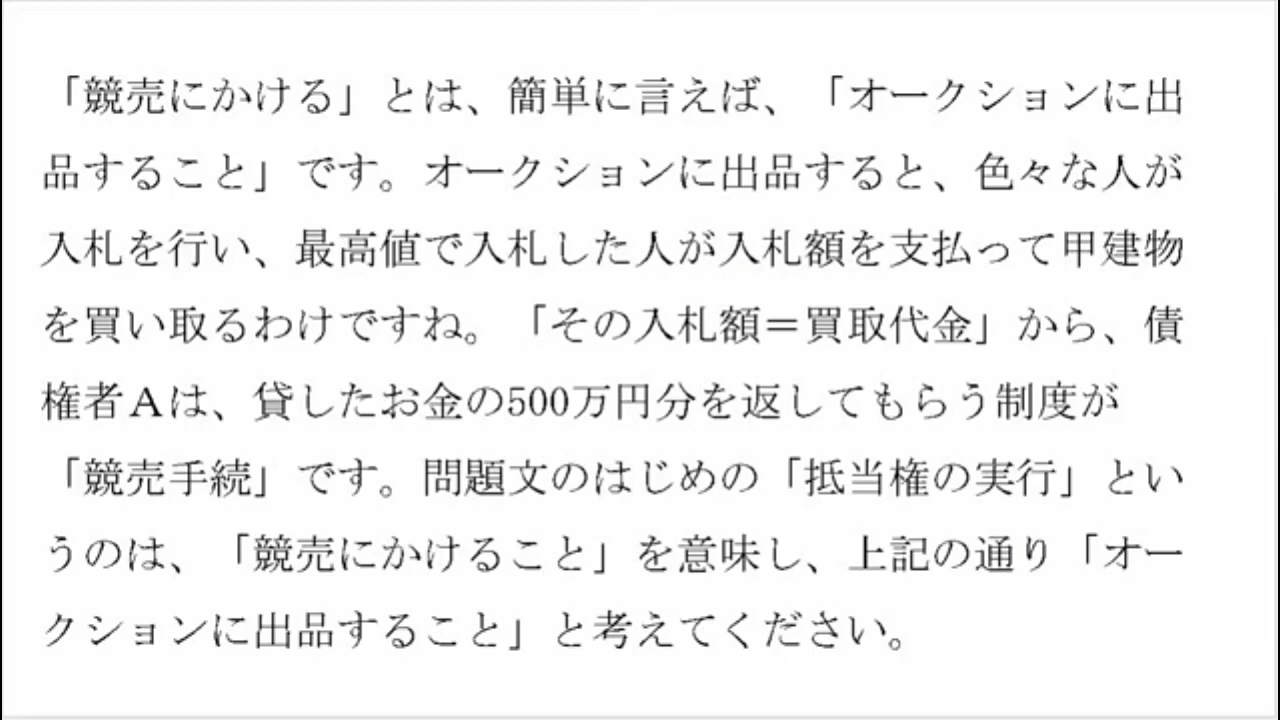 「競売にかける」とは、簡単に言えば、「オークションに出
品すること」です。オークションに出品すると、色々な人が
入札を行い、最高値で入札した人が入札額を支払って甲建物
を買い取るわけですね。「その入札額＝買取代金」から、債
権者Ａは、貸したお金の500万円分を返してもらう制度が
「競売手続」です。問題文のはじめの「抵当権の実行」とい
うのは、「競売にかけること」を意味し、上記の通り「オー
クションに出品すること」と考えてください。